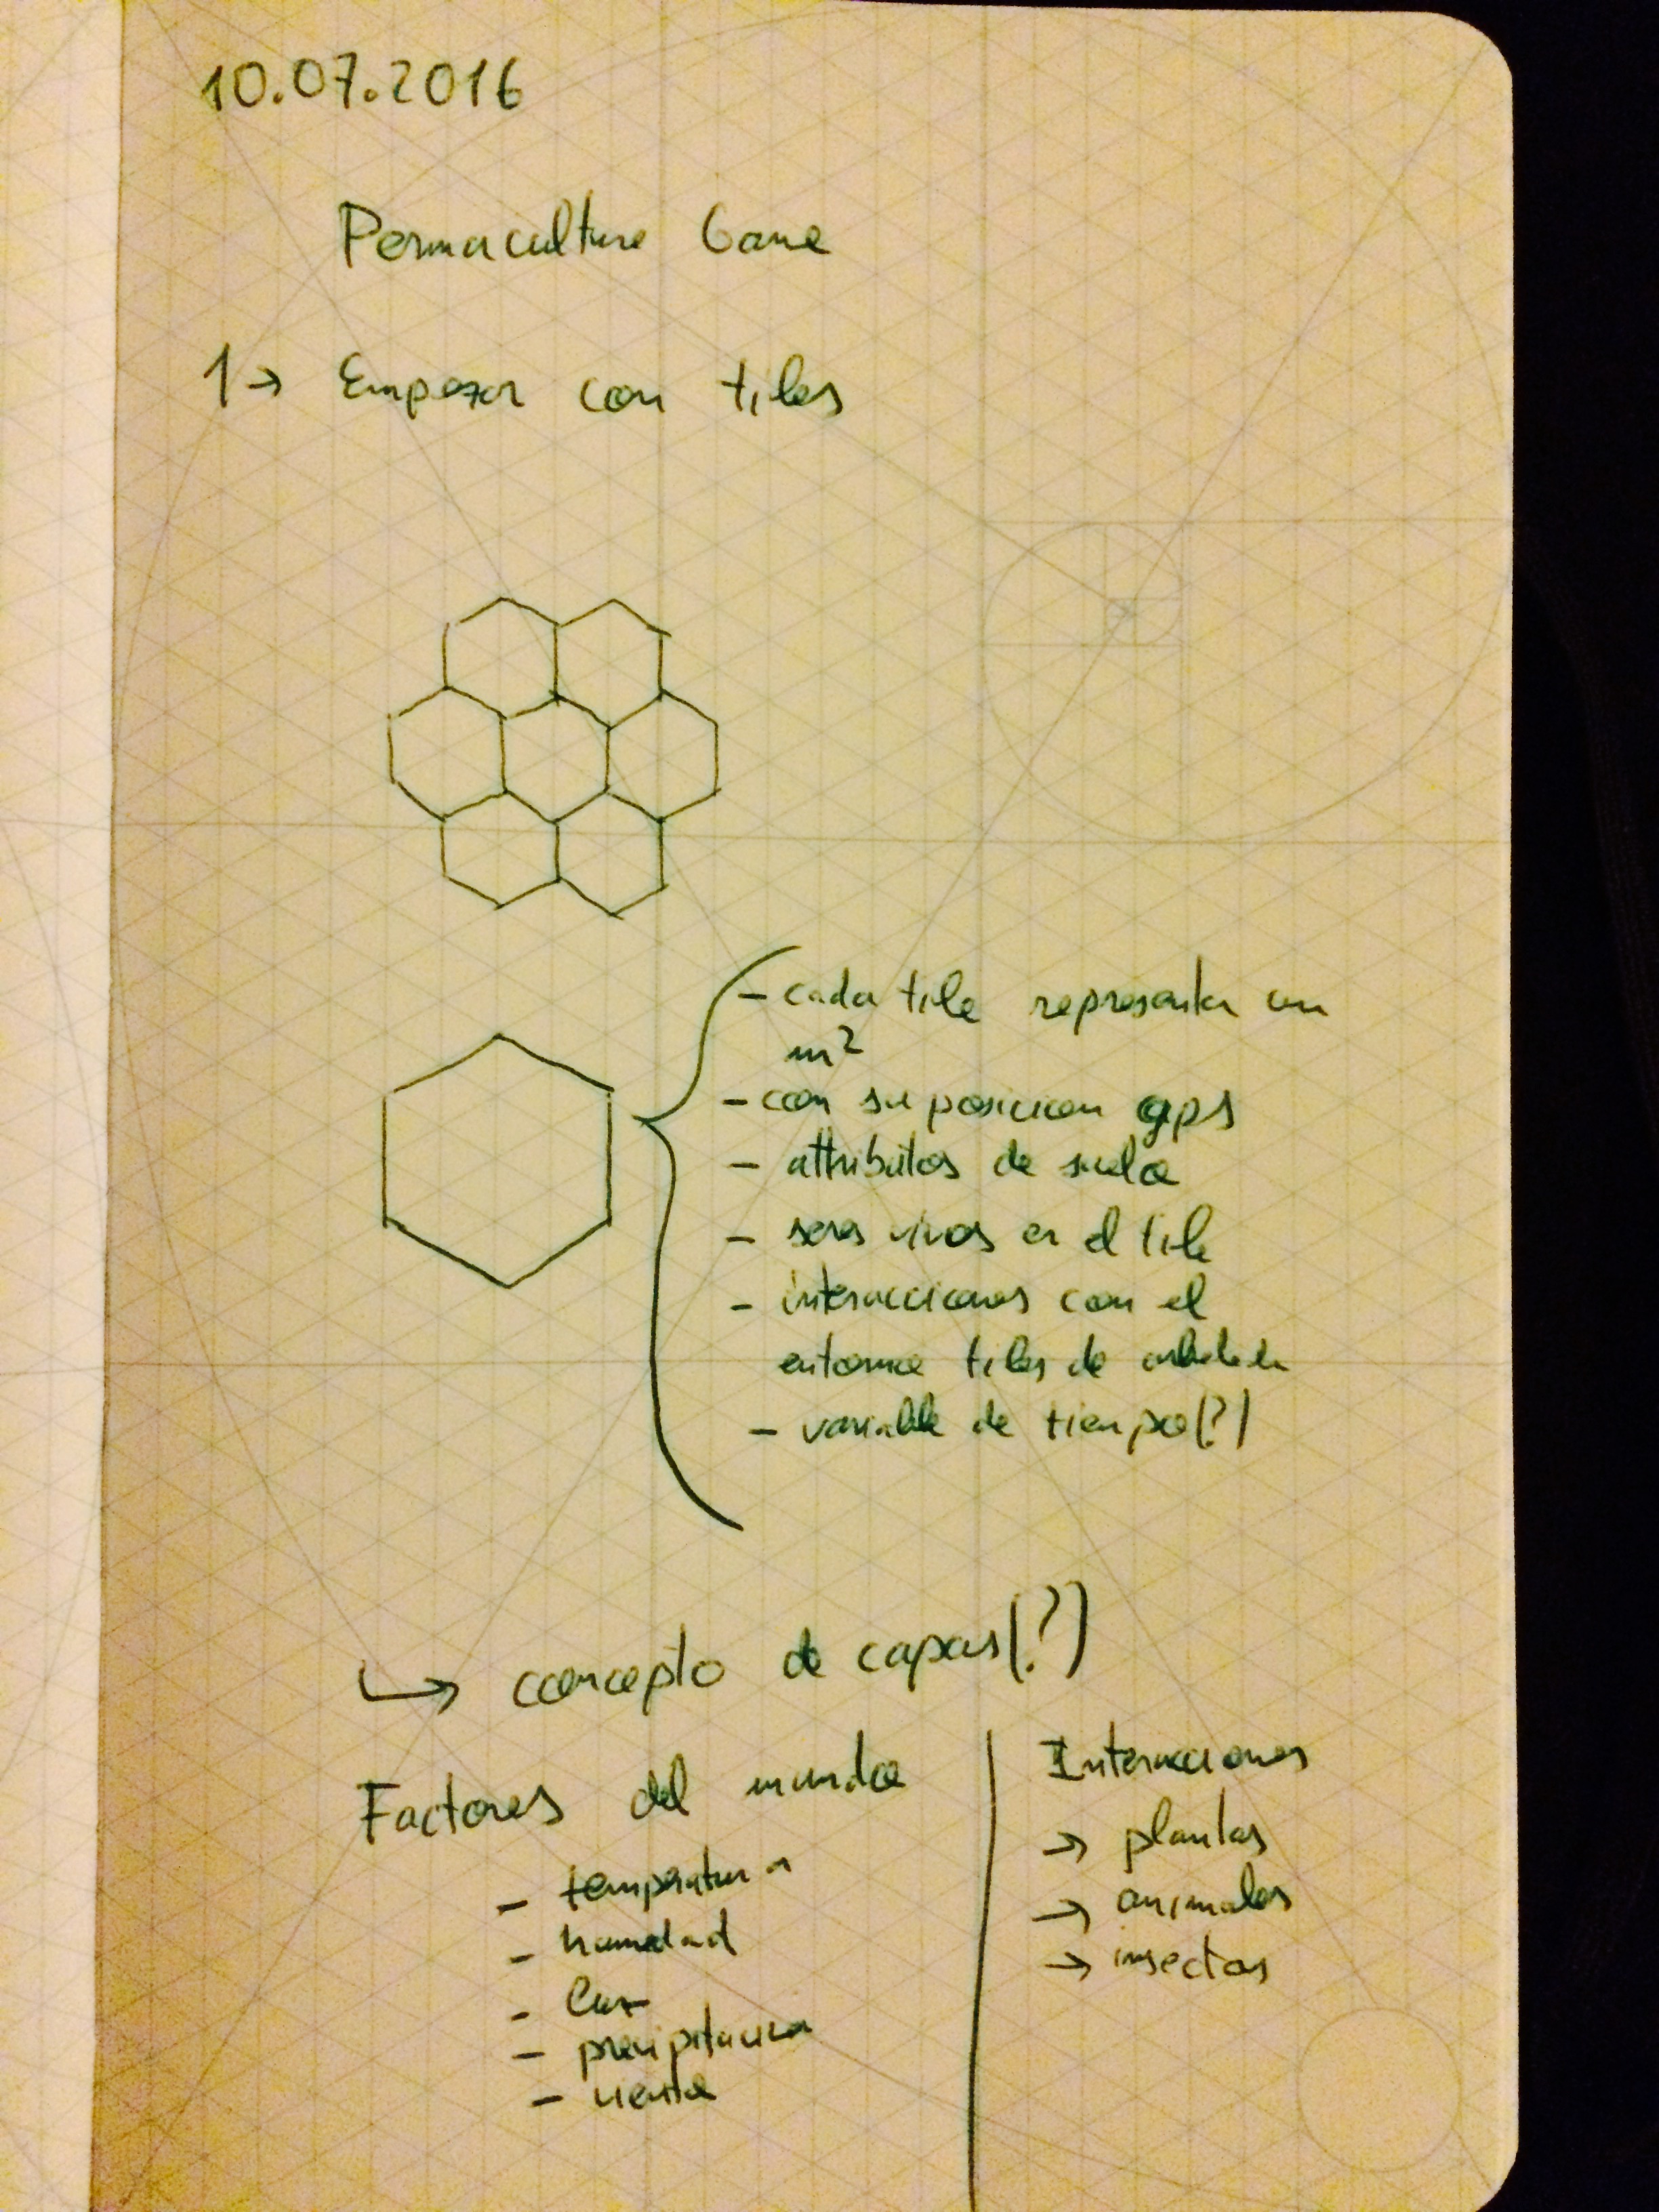 10.07.2016
Permaculture Game
1→ Empezar con tiles
- cada tile representa un
m²
- con su posicion gps
- attributos de suelo
- seres vivos en el tile
- interacciones con el
entorno tiles de
- variable de tiempo(?)
↳ concepto de capas(?)
Factores del mundo
- temperatura
- humedad
- luz
- precipitacion
- viento
Interacciones
→ plantas
→ animales
→ insectos